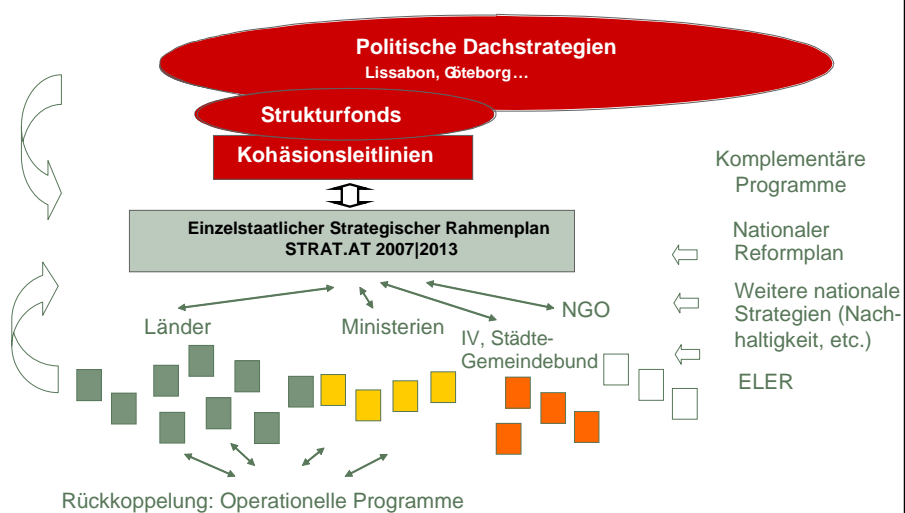 Politische Dachstrategien
Lissabon, Göteborg…
Strukturfonds
Kohäsionsleitlinien
Einzelstaatlicher Strategischer Rahmenplan
STRAT.AT 2007|2013
Komplementäre
Programme
Nationaler
Reformplan
Weitere nationale
Strategien (Nach-
haltigkeit, etc.)
ELER
Länder
Ministerien
IV, Städte-
Gemeindebund
NGO
Rückkoppelung: Operationelle Programme